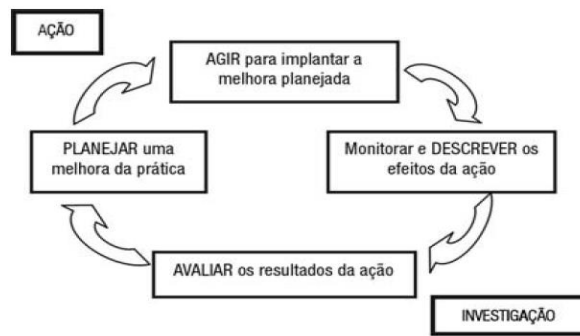 AÇÃO
AGIR para implantar a
melhora planejada
PLANEJAR uma
melhora da prática
Monitorar e DESCREVER os
efeitos da ação
AVALIAR os resultados da ação
INVESTIGAÇÃO